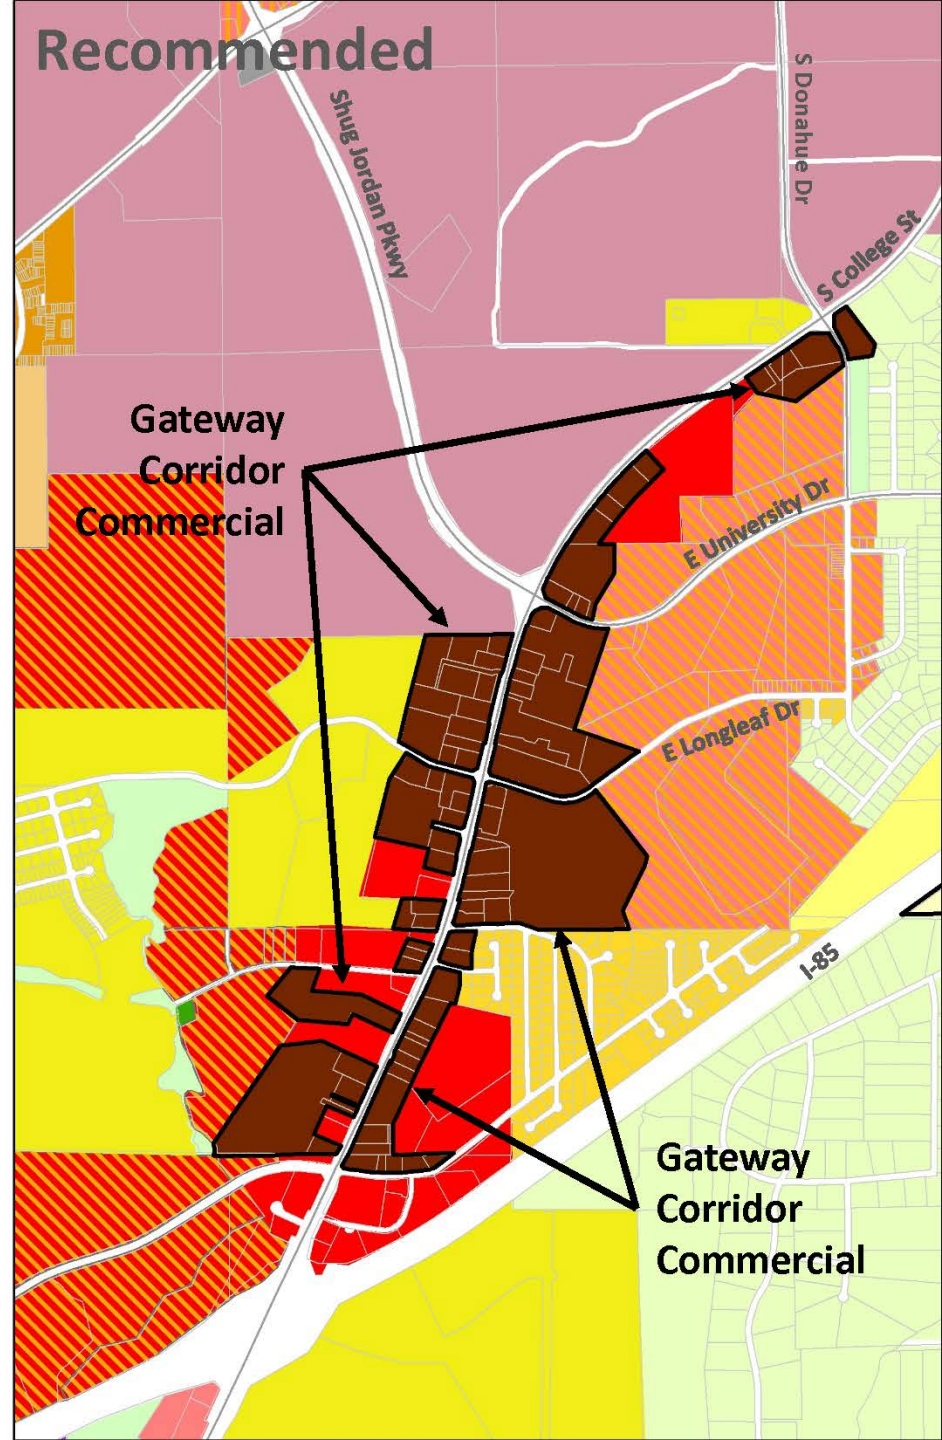 Recommended
S Donahue Dr
Shug Jordan Pkwy
S College St
Gateway
Corridor
Commercial
E University Dr
E Longleaf Dr
I-85
Gateway
Corridor
Commercial